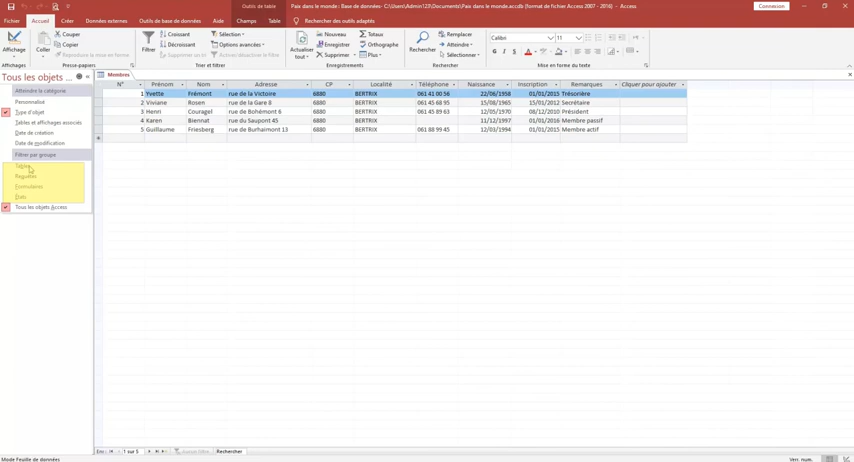 Outils de table
Paix dans le monde : Base de données- C:\Users\Admin123\Documents\Paix dans le monde.accdb [format de fichier Access 2007 - 2016] - Access
Connexion
Fichier Accueil Créer Données externes Outils de base de données Aide Champs Table Rechercher des outils adaptés
Affichage
Coller
Couper
Copier
Reproduire la mise en forme
Filtrer
Croissant
Décroissant
Supprimer un tri
Sélection
Options avancées
Activer/désactiver le filtre
Actualiser tout
Nouveau
Enregistrer
Supprimer
Totaux
Orthographe
Plus
Rechercher
Remplacer
Atteindre
Sélectionner
Calibri 11
G I S
Affichages Presse-papiers Trier et filtrer Enregistrements Rechercher Mise en forme du texte
Tous les objets ...
Atteindre la catégorie
Personnalisé
Type d'objet
Tables et affichages associés
Date de création
Date de modification
Filtrer par groupe
Tables
Requêtes
Formulaires
États
Tous les objets Access
Membres
N° Prénom Nom Adresse CP Localité Téléphone Naissance Inscription Remarques Cliquer pour ajouter
1 Yvette Frémont rue de la Victoire 6880 BERTRIX 061 41 00 56 22/06/1958 01/01/2015 Trésorière
2 Viviane Rosen rue de la Gare 8 6880 BERTRIX 061 45 68 95 15/08/1965 15/01/2012 Secrétaire
3 Henri Couragel rue de Bohémont 6 6880 BERTRIX 061 45 89 63 12/05/1970 08/12/2010 Président
4 Karen Biennat rue du Saupont 45 6880 BERTRIX 11/12/1997 01/01/2016 Membre passif
5 Guillaume Friesberg rue de Burhaimont 13 6880 BERTRIX 061 88 99 45 12/03/1994 01/01/2015 Membre actif
Enr : 1 sur 5 Aucun filtre Rechercher
Mode Feuille de données
Verr. num.